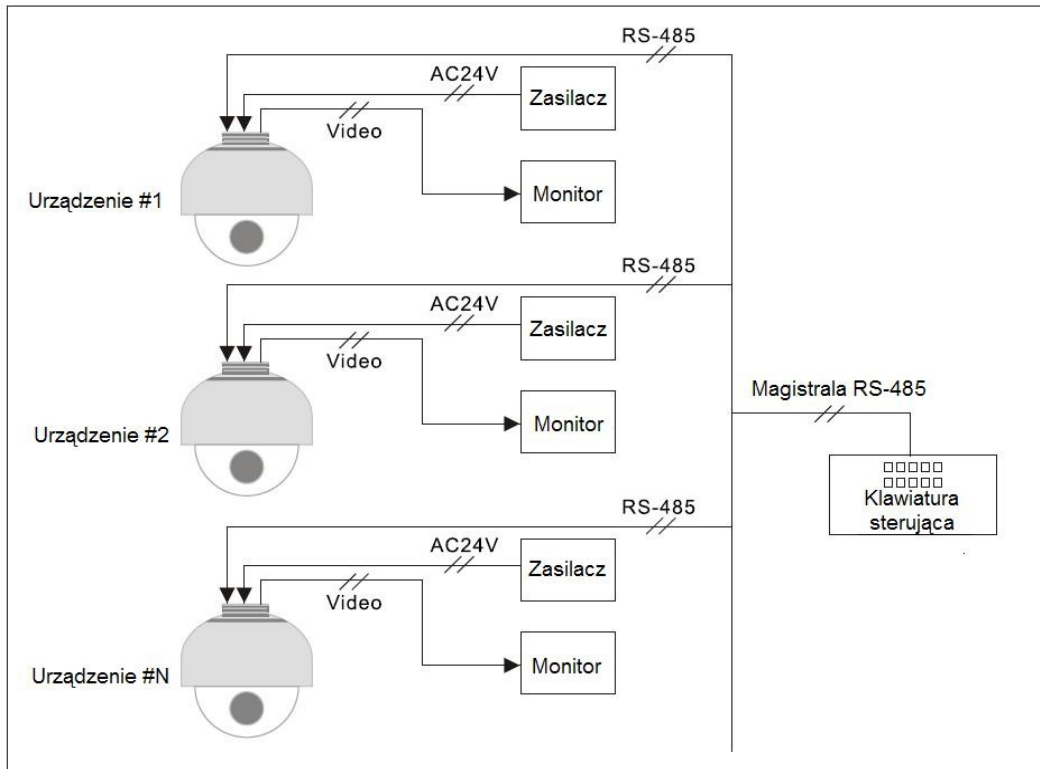 RS-485
AC24V
Zasilacz
Video
Urządzenie #1
Monitor
RS-485
AC24V
Zasilacz
Video
Magistrala RS-485
Urządzenie #2
Monitor
Klawiatura
sterująca
RS-485
AC24V
Zasilacz
Video
Urządzenie #N
Monitor